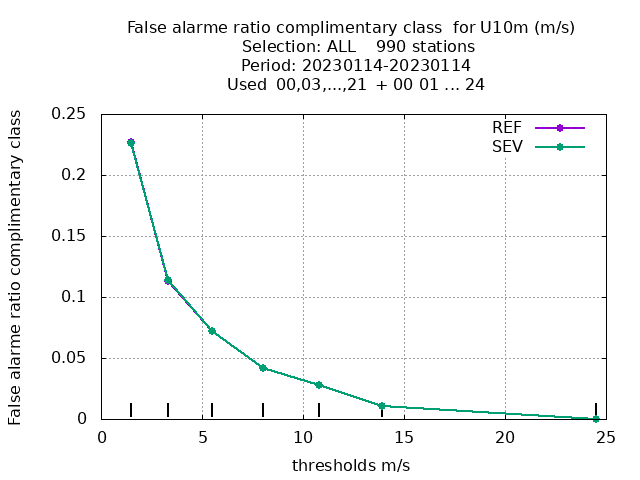 False alarme ratio complimentary class  for U10m (m/s)
Selection: ALL    990 stations
Period: 20230114-20230114
Used  00,03,...,21  + 00 01 ... 24
False alarme ratio complimentary class
0.25
0.2
0.15
0.1
0.05
0
REF
SEV
0 5 10 15 20 25
thresholds m/s